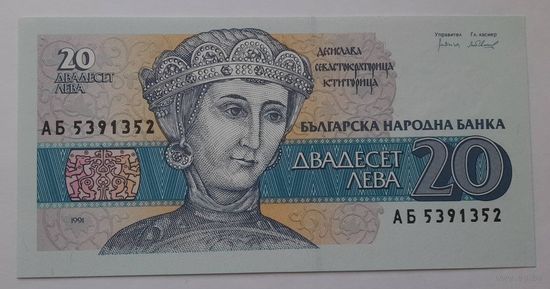 20
ДВАДЕСЕТ
ЛЕВА
Управител Гл. касиер
ДЕСИСЛАВА
СЕВАСТОКРАТОРИЦА
КТИТОРИЦА
АБ 5391352
БЪЛГАРСКА НАРОДНА БАНКА
ДВАДЕСЕТ
ЛЕВА
20
1991
АБ 5391352